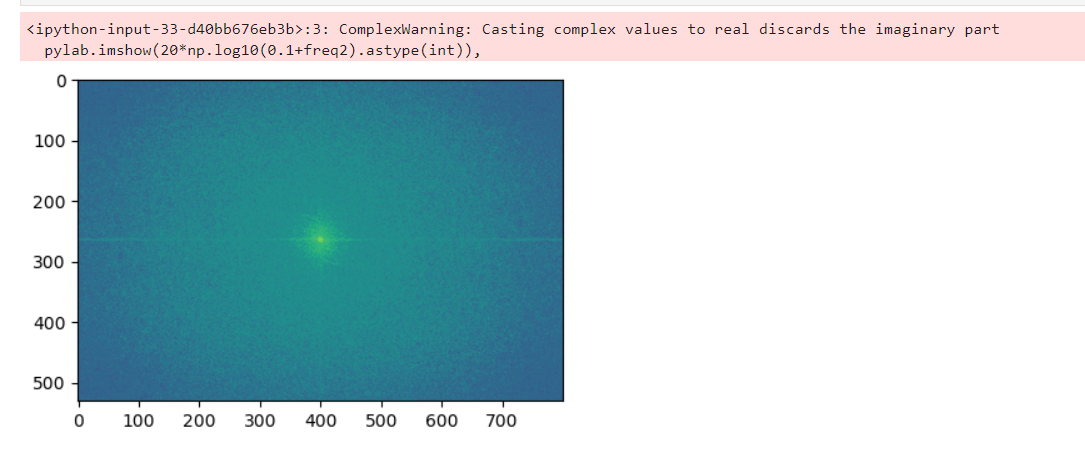 <ipython-input-33-d40bb676eb3b>:3: ComplexWarning: Casting complex values to real discards the imaginary part
pylab.imshow(20*np.log10(0.1+freq2).astype(int)),
0
100
200
300
400
500
0 100 200 300 400 500 600 700